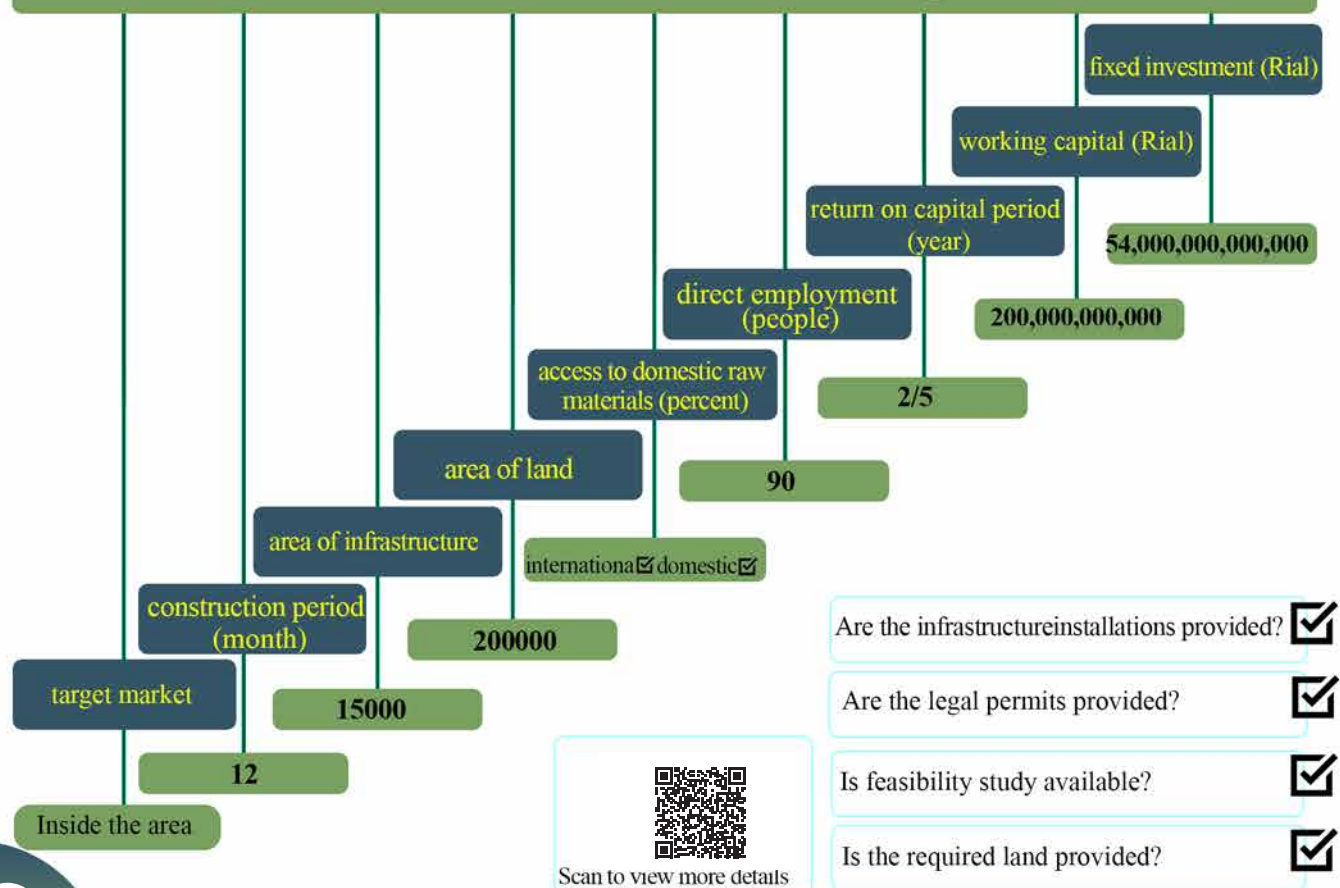 fixed investment (Rial)
54,000,000,000,000
working capital (Rial)
200,000,000,000
return on capital period
(year)
2/5
direct employment
(people)
90
access to domestic raw
materials (percent)
internationa☑ domestic☑
area of land
200000
area of infrastructure
15000
construction period
(month)
12
target market
Inside the area
Are the infrastructureinstallations provided? ☑
Are the legal permits provided? ☑
Is feasibility study available? ☑
Is the required land provided? ☑
Scan to view more details